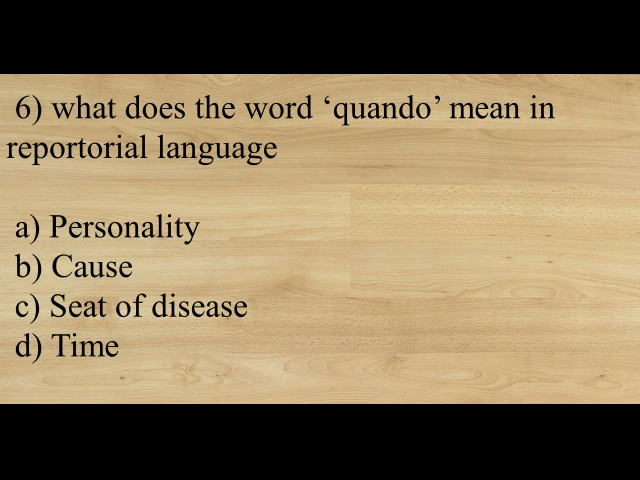 6) what does the word ‘quando’ mean in
reportorial language
a) Personality
b) Cause
c) Seat of disease
d) Time